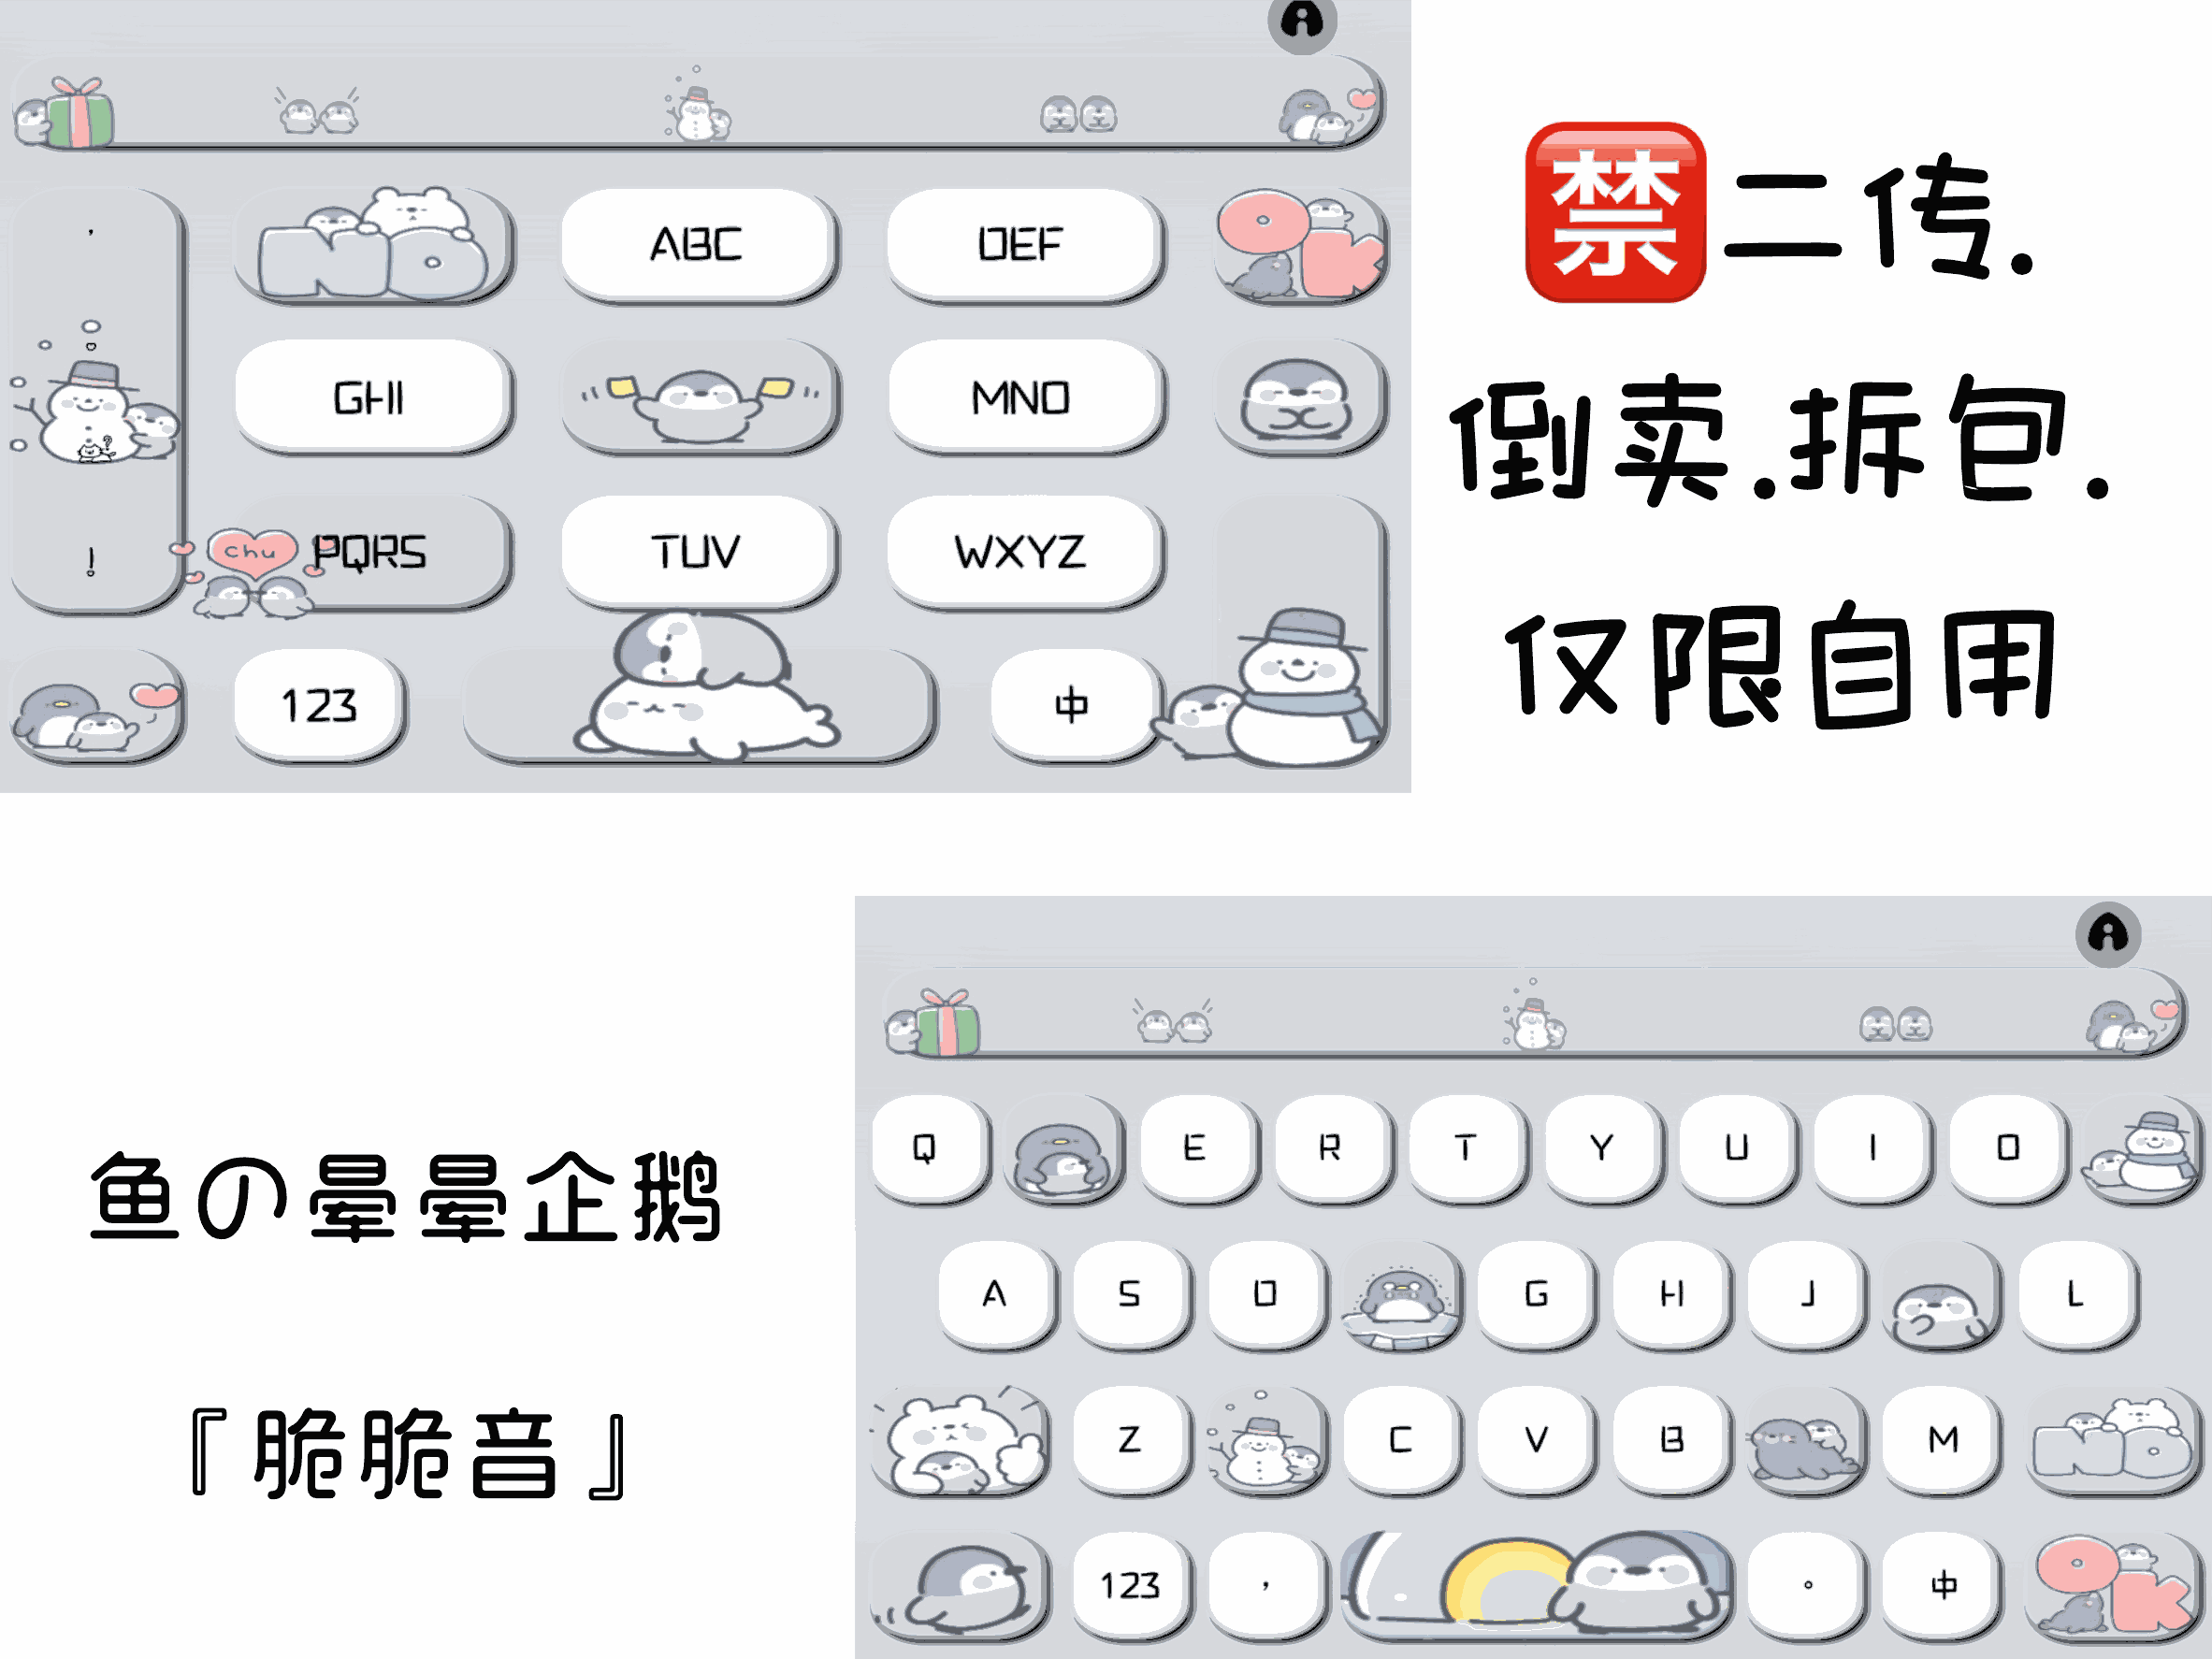 禁二传.
倒卖.拆包.
仅限自用
，
?
！
NO
ABC
DEF
OK
GHI
MNO
chu
PQRS
TUV
WXYZ
123
中
鱼の晕晕企鹅
『脆脆音』
Q E R T Y U I O
A S D G H J L
Z C V B M NO
123 ， 。 中 OK